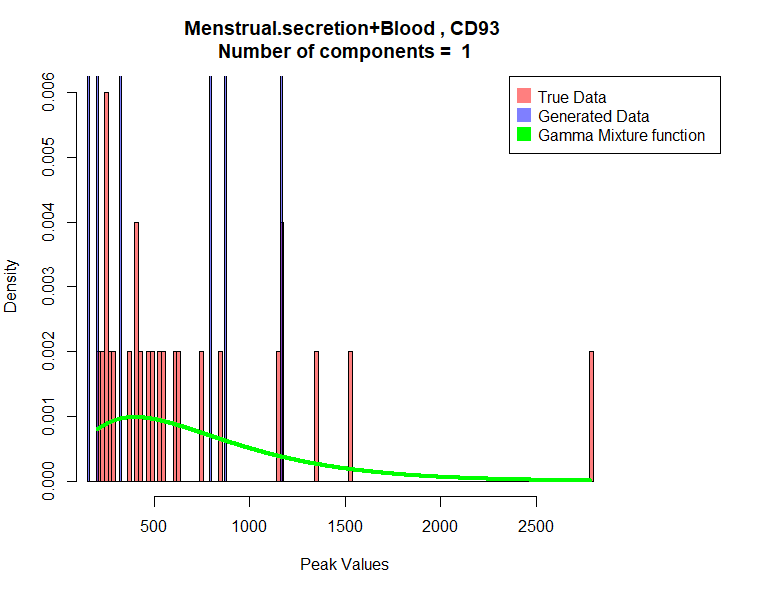 Menstrual.secretion+Blood , CD93
Number of components =  1
True Data
Generated Data
Gamma Mixture function
Density
0.000
0.001
0.002
0.003
0.004
0.005
0.006
500
1000
1500
2000
2500
Peak Values